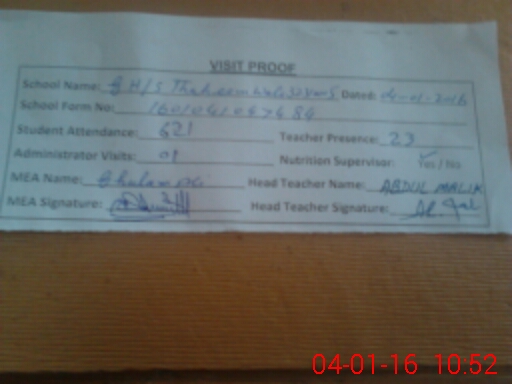 VISIT PROOF
School Name: G H/S Dated: 04-01-2016
School Form No:
Student Attendance: 621 Teacher Presence: 23
Administrator Visits: 01 Nutrition Supervisor: Yes / No
MEA Name: Ghulam Head Teacher Name: ABDUL MALIK
MEA Signature: Head Teacher Signature:
04-01-16 10:52